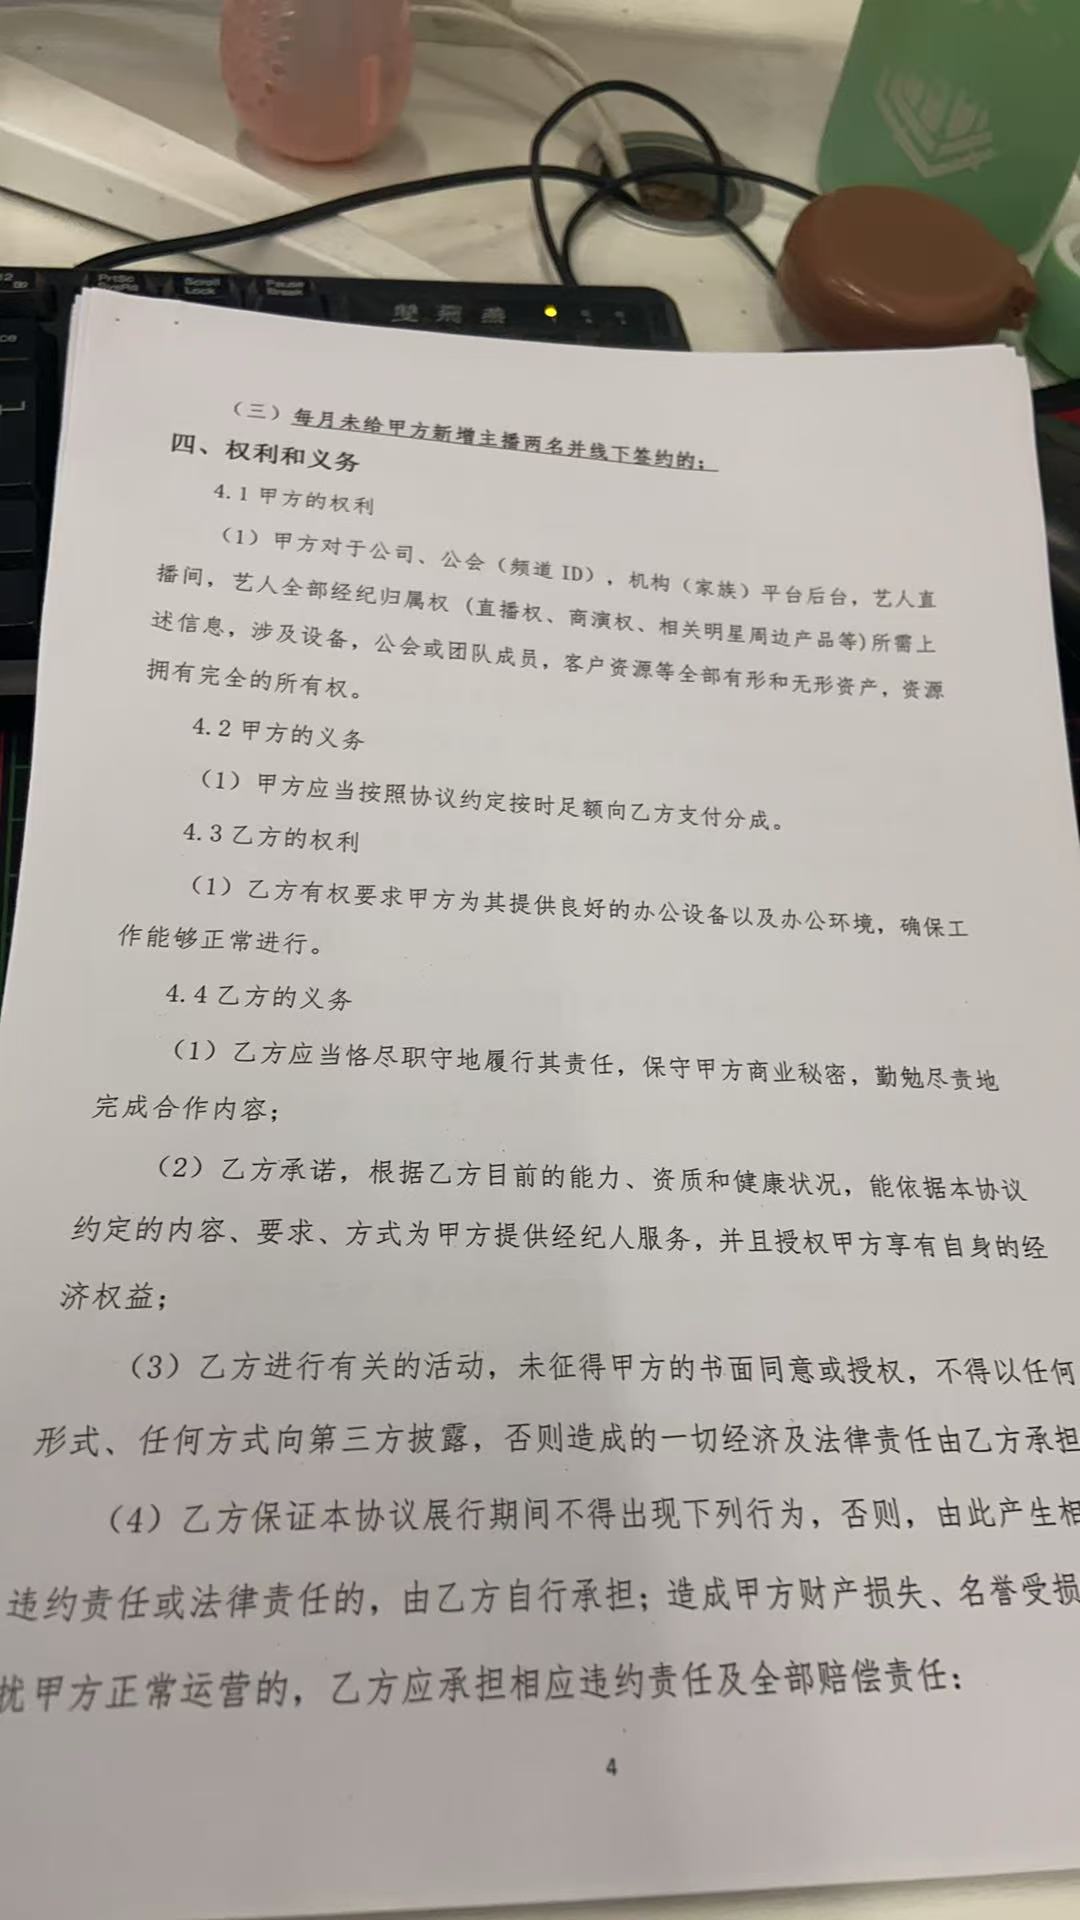 PrtSc
SysRq
Scroll
Lock
Pause
Break
雙飛燕
（三）每月未给甲方新增主播两名并线下签约的；
四、权利和义务
4.1 甲方的权利
（1）甲方对于公司、公会（频道 ID），机构（家族）平台后台，艺人直
播间，艺人全部经纪归属权 (直播权、商演权、相关明星周边产品等)所需上
述信息，涉及设备，公会或团队成员，客户资源等全部有形和无形资产，资源
拥有完全的所有权。
4.2 甲方的义务
（1）甲方应当按照协议约定按时足额向乙方支付分成。
4.3 乙方的权利
（1）乙方有权要求甲方为其提供良好的办公设备以及办公环境，确保工
作能够正常进行。
4.4 乙方的义务
（1）乙方应当恪尽职守地履行其责任，保守甲方商业秘密，勤勉尽责地
完成合作内容；
（2）乙方承诺，根据乙方目前的能力、资质和健康状况，能依据本协议
约定的内容、要求、方式为甲方提供经纪人服务，并且授权甲方享有自身的经
济权益；
（3）乙方进行有关的活动，未征得甲方的书面同意或授权，不得以任何
形式、任何方式向第三方披露，否则造成的一切经济及法律责任由乙方承担
（4）乙方保证本协议展行期间不得出现下列行为，否则，由此产生相
违约责任或法律责任的，由乙方自行承担；造成甲方财产损失、名誉受损
扰甲方正常运营的，乙方应承担相应违约责任及全部赔偿责任：
4